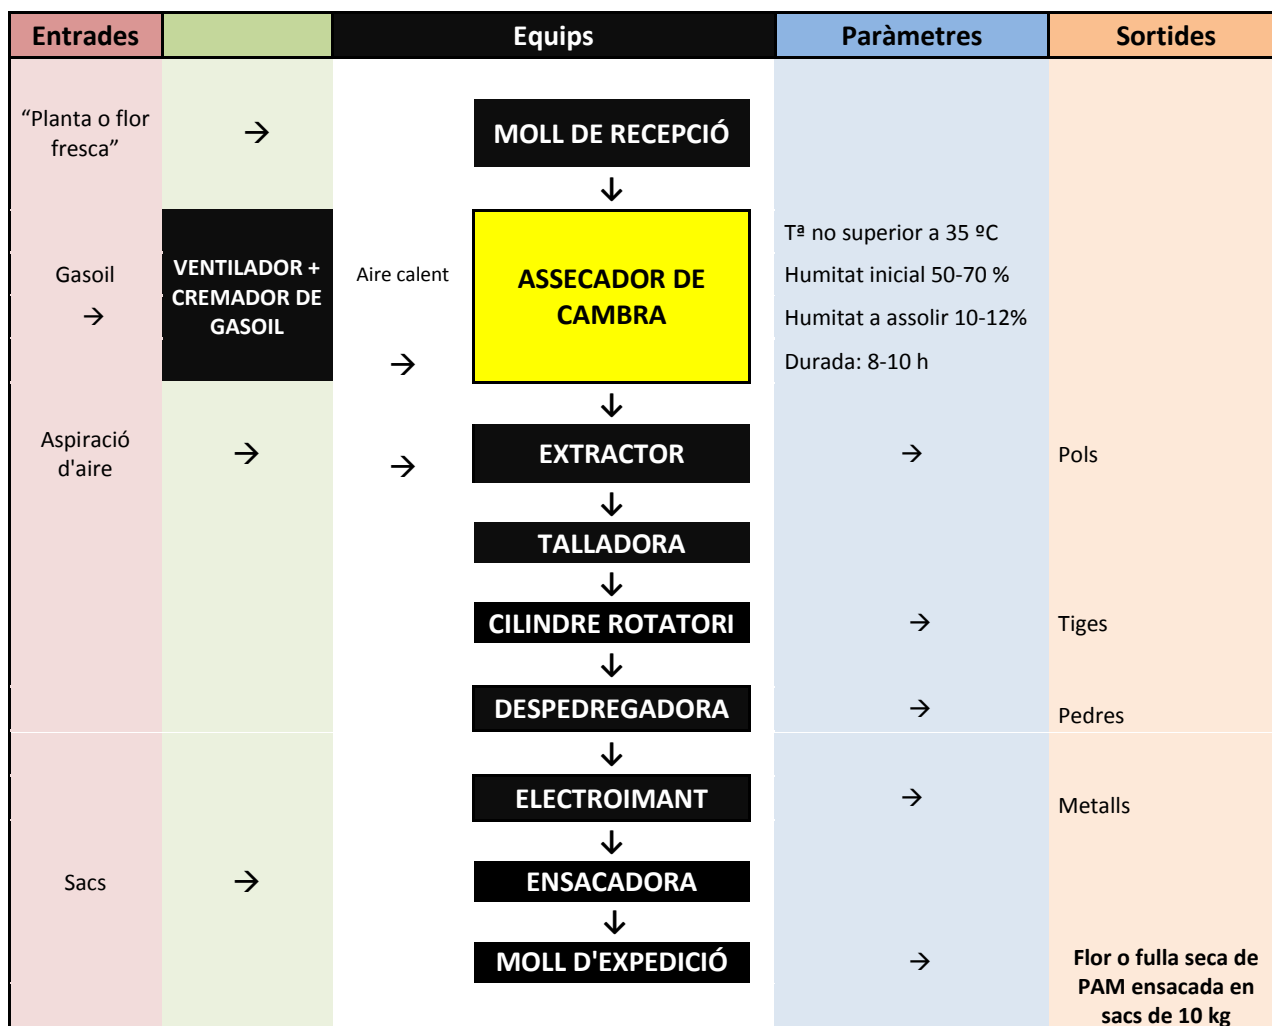 Entrades
Equips
Paràmetres
Sortides
“Planta o flor
fresca”
→
MOLL DE RECEPCIÓ
↓
Gasoil
→
VENTILADOR +
CREMADOR DE
GASOIL
Aire calent
→
ASSECADOR DE
CAMBRA
Tª no superior a 35 ºC
Humitat inicial 50-70 %
Humitat a assolir 10-12%
Durada: 8-10 h
↓
Aspiració
d'aire
→
→
EXTRACTOR
→
Pols
↓
TALLADORA
↓
CILINDRE ROTATORI
→
Tiges
↓
DESPEDREGADORA
→
Pedres
↓
ELECTROIMANT
→
Metalls
↓
Sacs
→
ENSACADORA
↓
MOLL D'EXPEDICIÓ
→
Flor o fulla seca de
PAM ensacada en
sacs de 10 kg